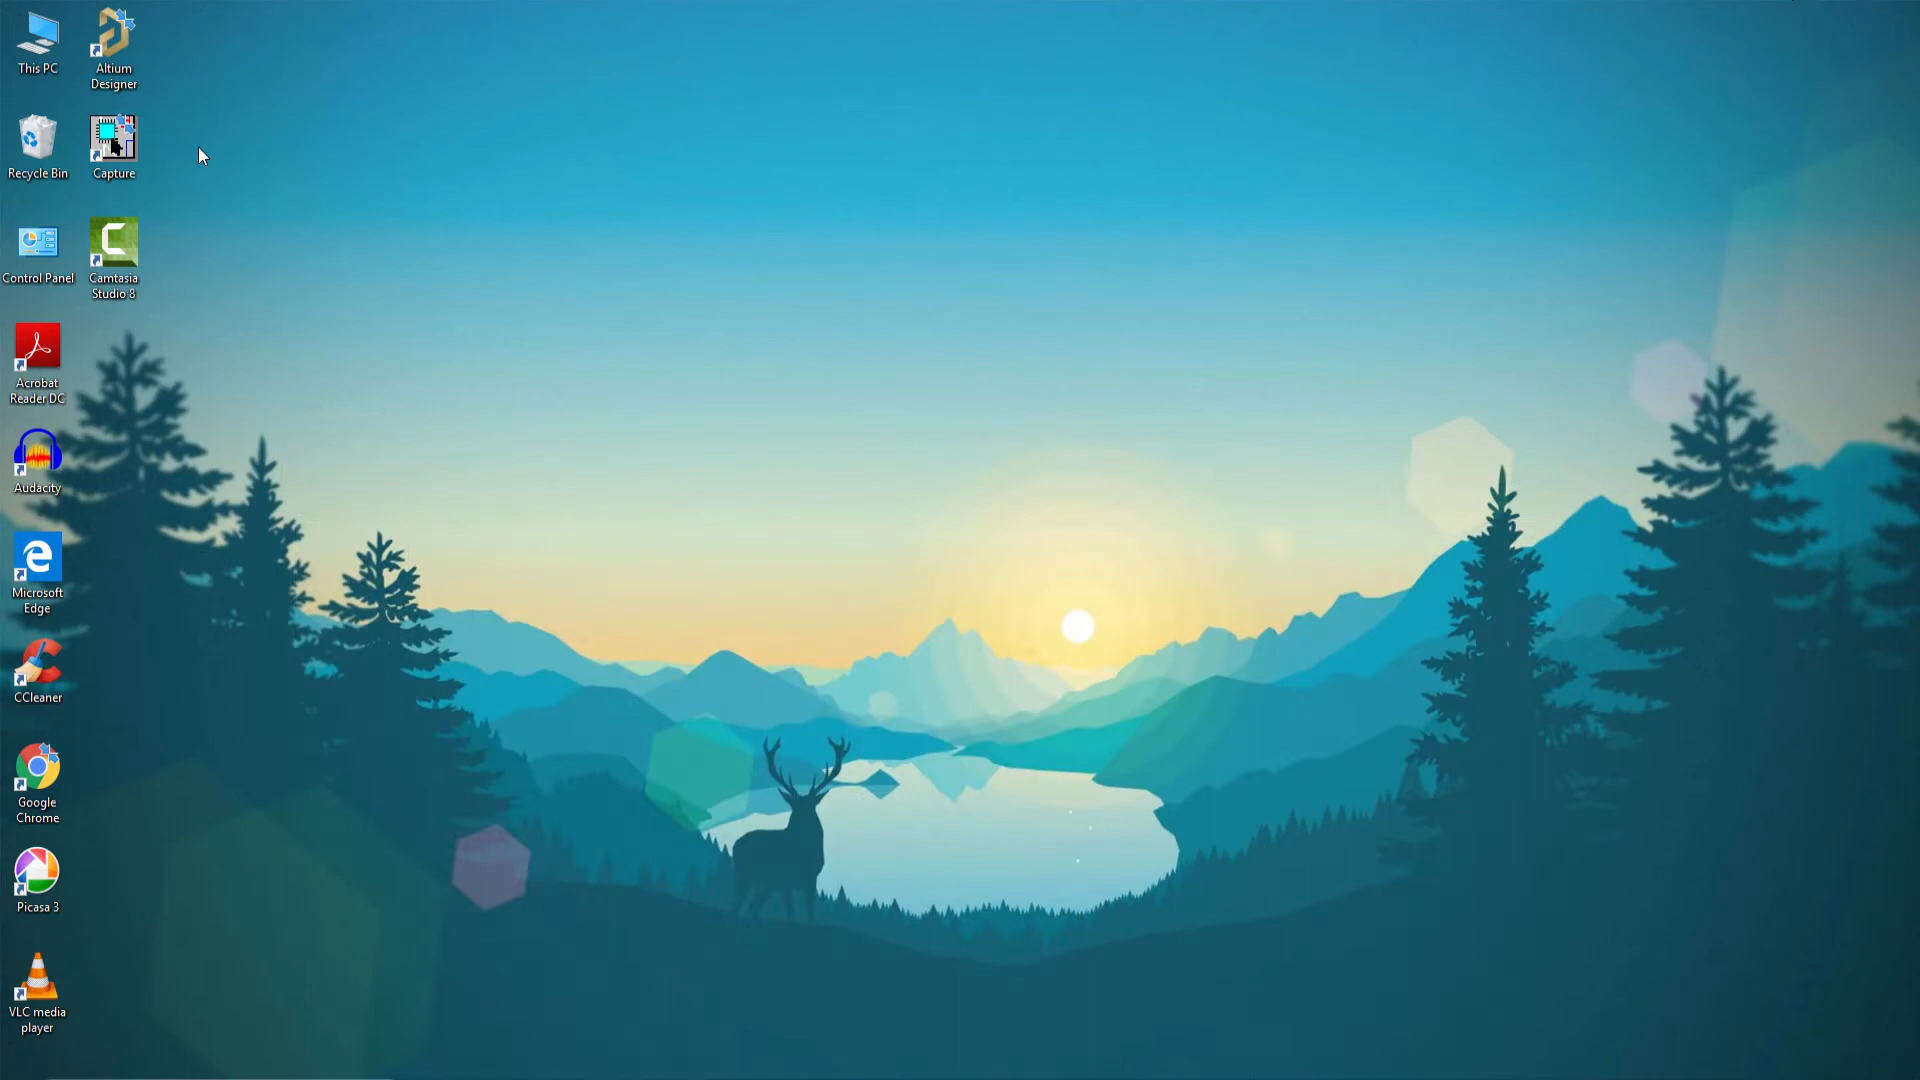 This PC
Altium
Designer
Recycle Bin
Capture
Control Panel
Camtasia
Studio 8
Acrobat
Reader DC
Audacity
Microsoft
Edge
CCleaner
Google
Chrome
Picasa 3
VLC media
player